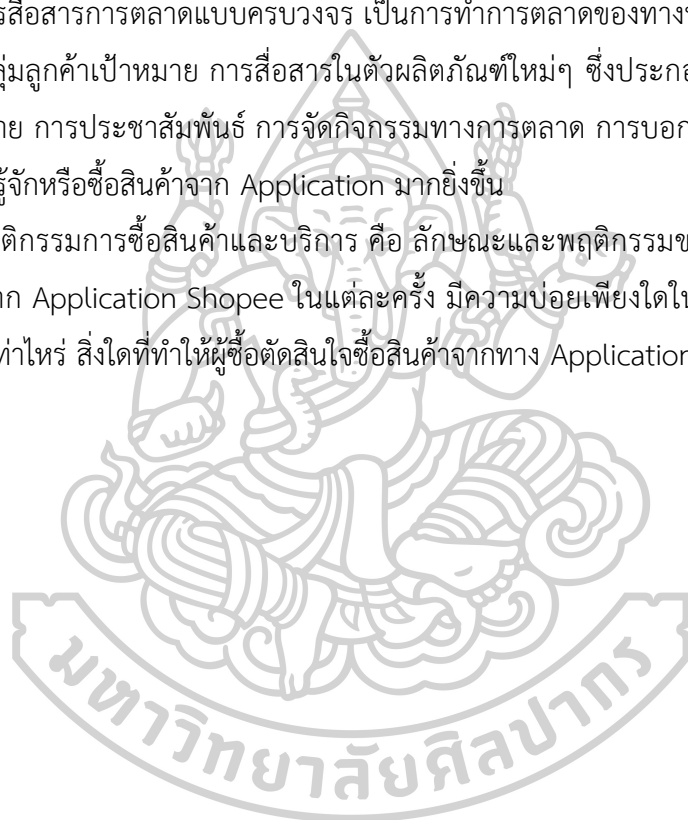 รสื่อสารการตลาดแบบครบวงจร เป็นการทำการตลาดของทาง
ลุ่มลูกค้าเป้าหมาย การสื่อสารในตัวผลิตภัณฑ์ใหม่ๆ ซึ่งประกอ
าย การประชาสัมพันธ์ การจัดกิจกรรมทางการตลาด การบอก
รู้จักหรือซื้อสินค้าจาก Application มากยิ่งขึ้น
ติกรรมการซื้อสินค้าและบริการ คือ ลักษณะและพฤติกรรมข
าก Application Shopee ในแต่ละครั้ง มีความบ่อยเพียงใดใน
ท่าไหร่ สิ่งใดที่ทำให้ผู้ซื้อตัดสินใจซื้อสินค้าจากทาง Application
มหาวิทยาลัยศิลปากร